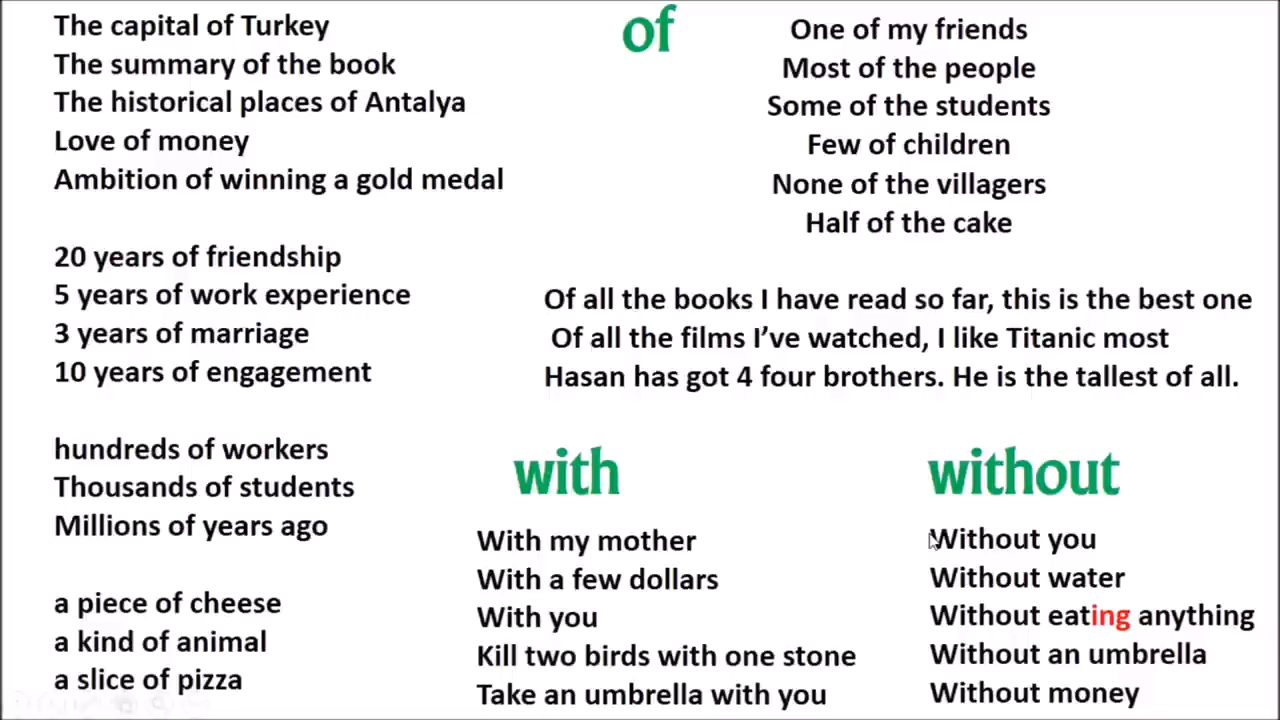 The capital of Turkey
The summary of the book
The historical places of Antalya
Love of money
Ambition of winning a gold medal
20 years of friendship
5 years of work experience
3 years of marriage
10 years of engagement
hundreds of workers
Thousands of students
Millions of years ago
a piece of cheese
a kind of animal
a slice of pizza
of
One of my friends
Most of the people
Some of the students
Few of children
None of the villagers
Half of the cake
Of all the books I have read so far, this is the best one
Of all the films I’ve watched, I like Titanic most
Hasan has got 4 four brothers. He is the tallest of all.
with
With my mother
With a few dollars
With you
Kill two birds with one stone
Take an umbrella with you
without
Without you
Without water
Without eating anything
Without an umbrella
Without money